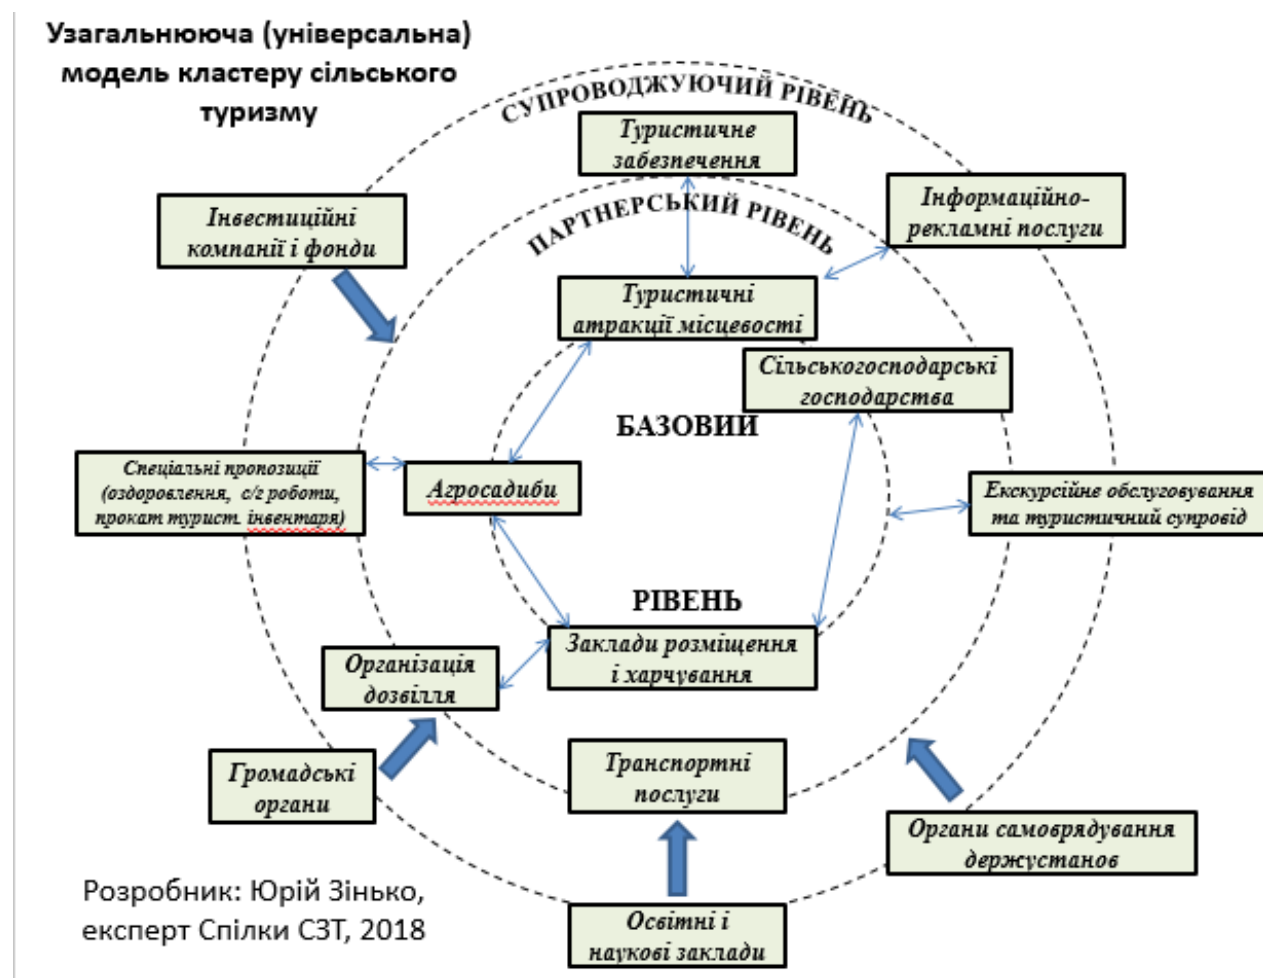 Узагальнююча (універсальна)
модель кластеру сільського
туризму
СУПРОВОДЖУЮЧИЙ РІВЕНЬ
Туристичне
забезпечення
ПАРТНЕРСЬКИЙ РІВЕНЬ
Інвестиційні
компанії і фонди
Інформаційно-
рекламні послуги
Туристичні
атракції місцевості
Сільськогосподарські
господарства
БАЗОВИЙ
Спеціальні пропозиції
(оздоровлення, с/г роботи,
прокат турист. інвентаря)
Агросадиби
Екскурсійне обслуговування
та туристичний супровід
РІВЕНЬ
Заклади розміщення
і харчування
Організація
дозвілля
Громадські
органи
Транспортні
послуги
Органи самоврядування
держустанов
Освітні і
наукові заклади
Розробник: Юрій Зінько,
експерт Спілки СЗТ, 2018